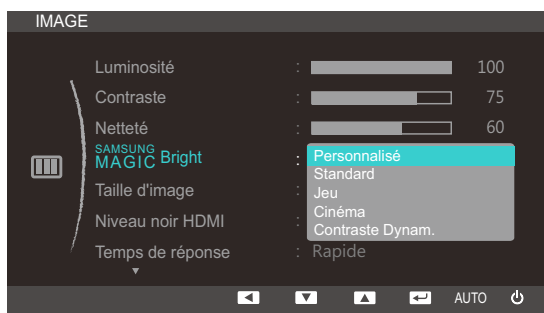 IMAGE
Luminosité : 100
Contraste : 75
Netteté : 60
SAMSUNG MAGIC Bright : Personnalisé
Standard
Taille d'image : Jeu
Cinéma
Niveau noir HDMI : Contraste Dynam.
Temps de réponse : Rapide
AUTO